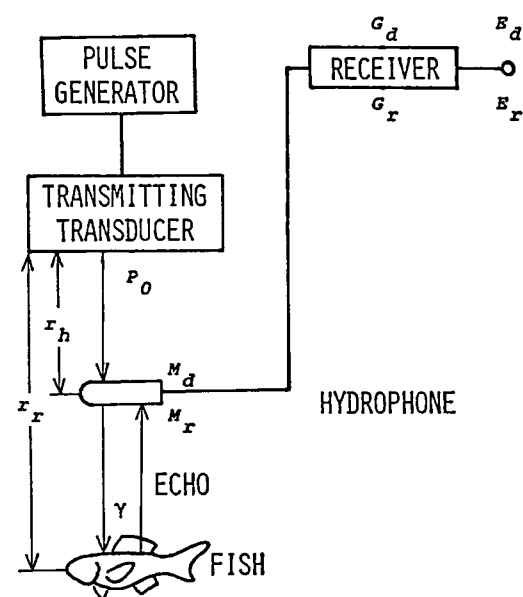 PULSE
GENERATOR
G_d
E_d
RECEIVER
G_r
E_r
TRANSMITTING
TRANSDUCER
P_0
r_h
M_d
M_r
HYDROPHONE
r_r
ECHO
γ
FISH